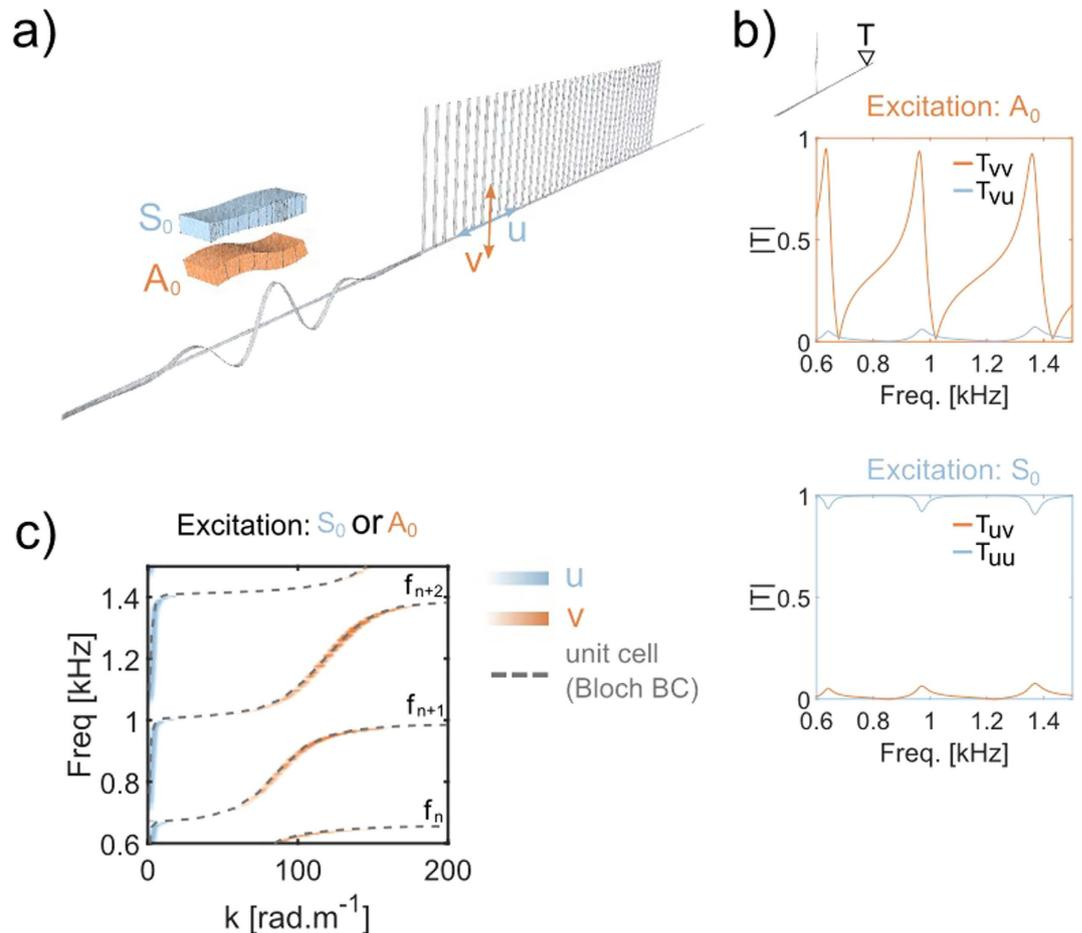 a)
S₀
A₀
u
v
b)
T
Excitation: A₀
|T|
1
0.5
0
Tᵥᵥ
Tᵥᵤ
0.6 0.8 1 1.2 1.4
Freq. [kHz]
Excitation: S₀
|T|
1
0.5
0
Tᵤᵥ
Tᵤᵤ
0.6 0.8 1 1.2 1.4
Freq. [kHz]
c)
Excitation: S₀ or A₀
Freq [kHz]
1.4
1.2
1
0.8
0.6
fₙ₊₂
fₙ₊₁
fₙ
0 100 200
k [rad.m⁻¹]
u
v
unit cell
(Bloch BC)